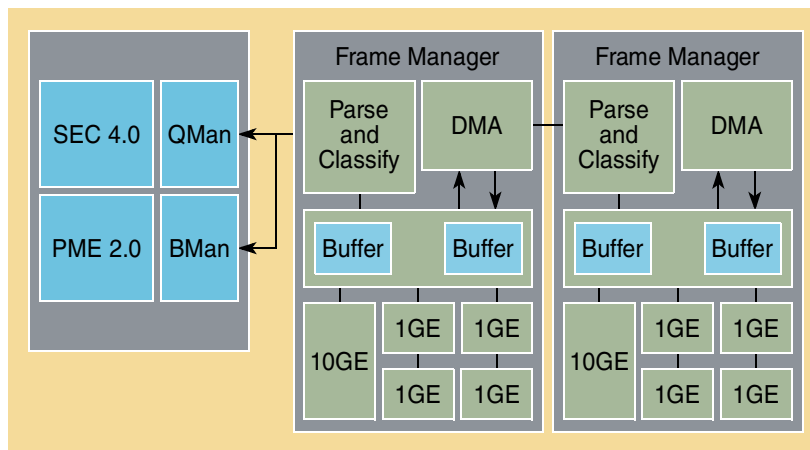 SEC 4.0
QMan
PME 2.0
BMan
Frame Manager
Parse
and
Classify
DMA
Buffer
Buffer
10GE
1GE
1GE
1GE
1GE
Frame Manager
Parse
and
Classify
DMA
Buffer
Buffer
10GE
1GE
1GE
1GE
1GE